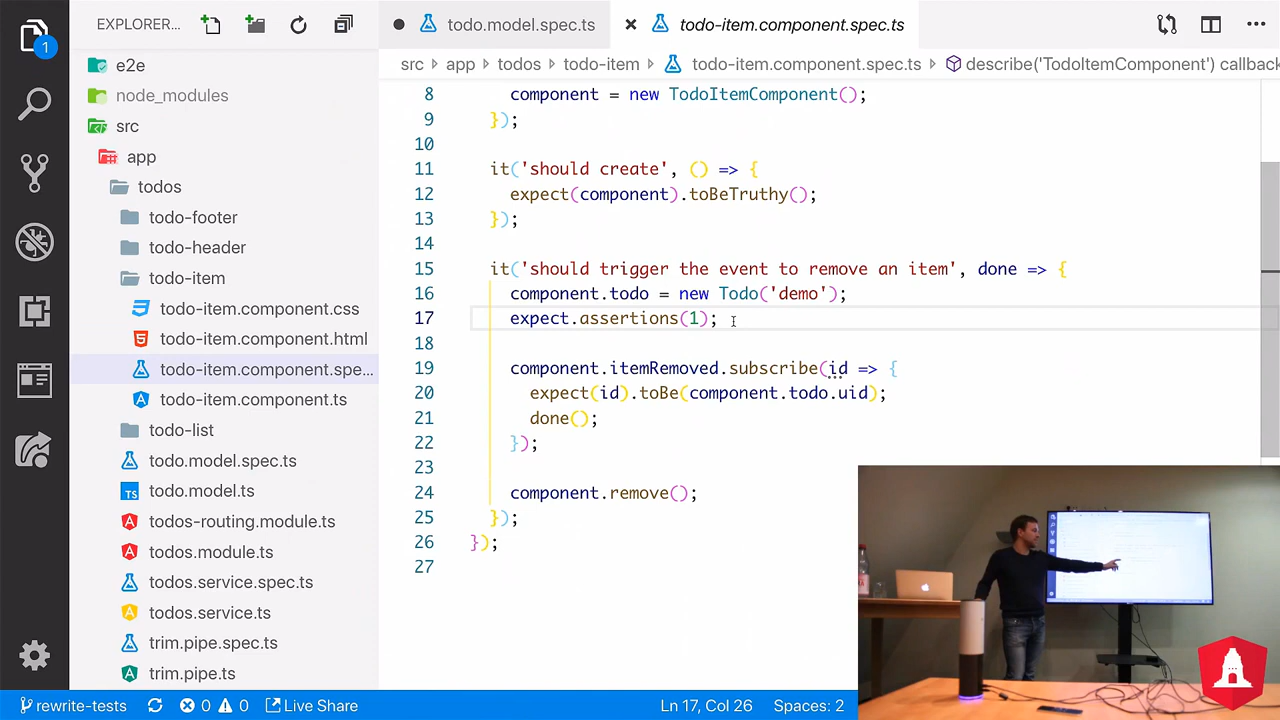 EXPLORER...
1
e2e
node_modules
src
app
todos
todo-footer
todo-header
todo-item
todo-item.component.css
todo-item.component.html
todo-item.component.spe...
todo-item.component.ts
todo-list
todo.model.spec.ts
TS todo.model.ts
todos-routing.module.ts
todos.module.ts
todos.service.spec.ts
todos.service.ts
trim.pipe.spec.ts
trim.pipe.ts
todo.model.spec.ts
todo-item.component.spec.ts
src app todos todo-item todo-item.component.spec.ts describe('TodoItemComponent') callback
8 component = new TodoItemComponent();
9 });
10
11 it('should create', () => {
12 expect(component).toBeTruthy();
13 });
14
15 it('should trigger the event to remove an item', done => {
16 component.todo = new Todo('demo');
17 expect.assertions(1);
18
19 component.itemRemoved.subscribe(id => {
20 expect(id).toBe(component.todo.uid);
21 done();
22 });
23
24 component.remove();
25 });
26 });
27
rewrite-tests 0 0 Live Share Ln 17, Col 26 Spaces: 2